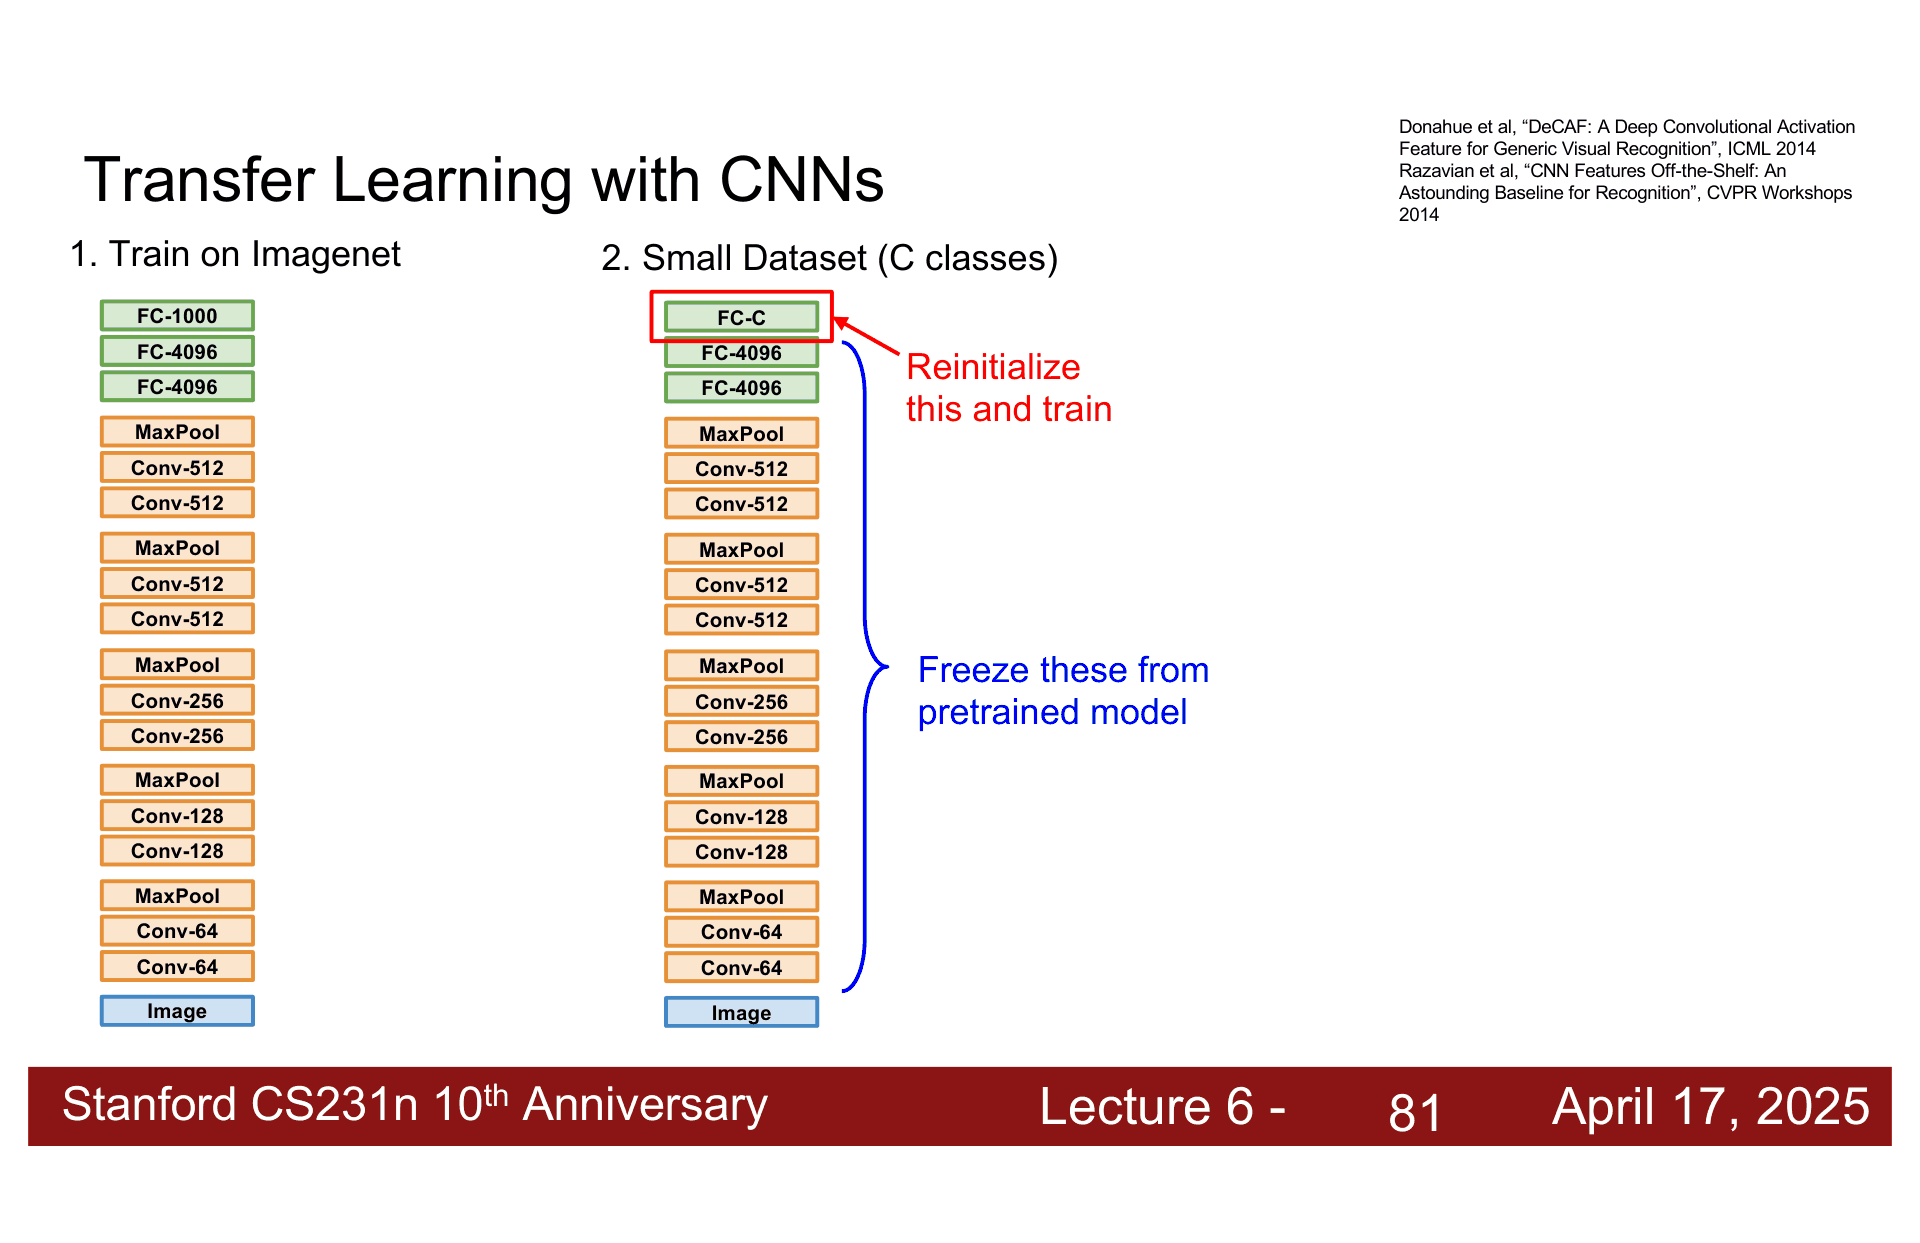 Donahue et al, “DeCAF: A Deep Convolutional Activation
Feature for Generic Visual Recognition”, ICML 2014
Razavian et al, “CNN Features Off-the-Shelf: An
Astounding Baseline for Recognition”, CVPR Workshops
2014
Transfer Learning with CNNs
1. Train on Imagenet
FC-1000
FC-4096
FC-4096
MaxPool
Conv-512
Conv-512
MaxPool
Conv-512
Conv-512
MaxPool
Conv-256
Conv-256
MaxPool
Conv-128
Conv-128
MaxPool
Conv-64
Conv-64
Image
2. Small Dataset (C classes)
FC-C
FC-4096
FC-4096
MaxPool
Conv-512
Conv-512
MaxPool
Conv-512
Conv-512
MaxPool
Conv-256
Conv-256
MaxPool
Conv-128
Conv-128
MaxPool
Conv-64
Conv-64
Image
Reinitialize
this and train
Freeze these from
pretrained model
Stanford CS231n 10th Anniversary
Lecture 6 - 81
April 17, 2025